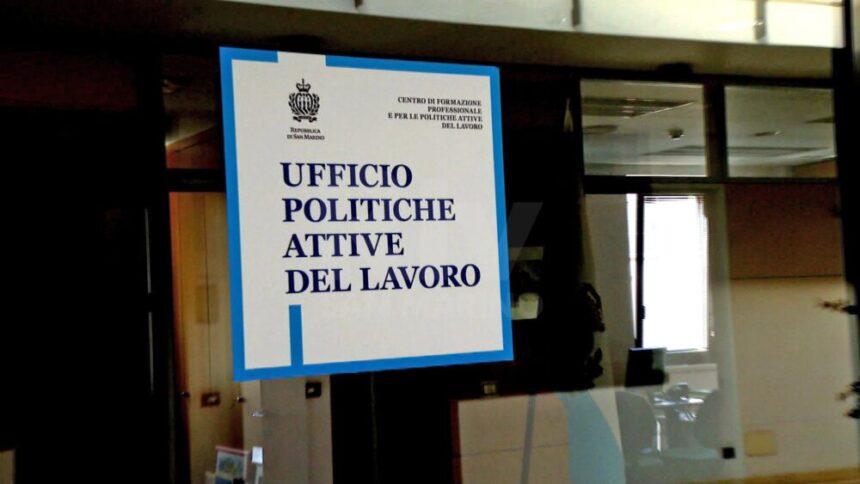 REPUBBLICA
DI SAN MARINO
CENTRO DI FORMAZIONE
PROFESSIONALE
E PER LE POLITICHE ATTIVE
DEL LAVORO
UFFICIO
POLITICHE
ATTIVE
DEL LAVORO